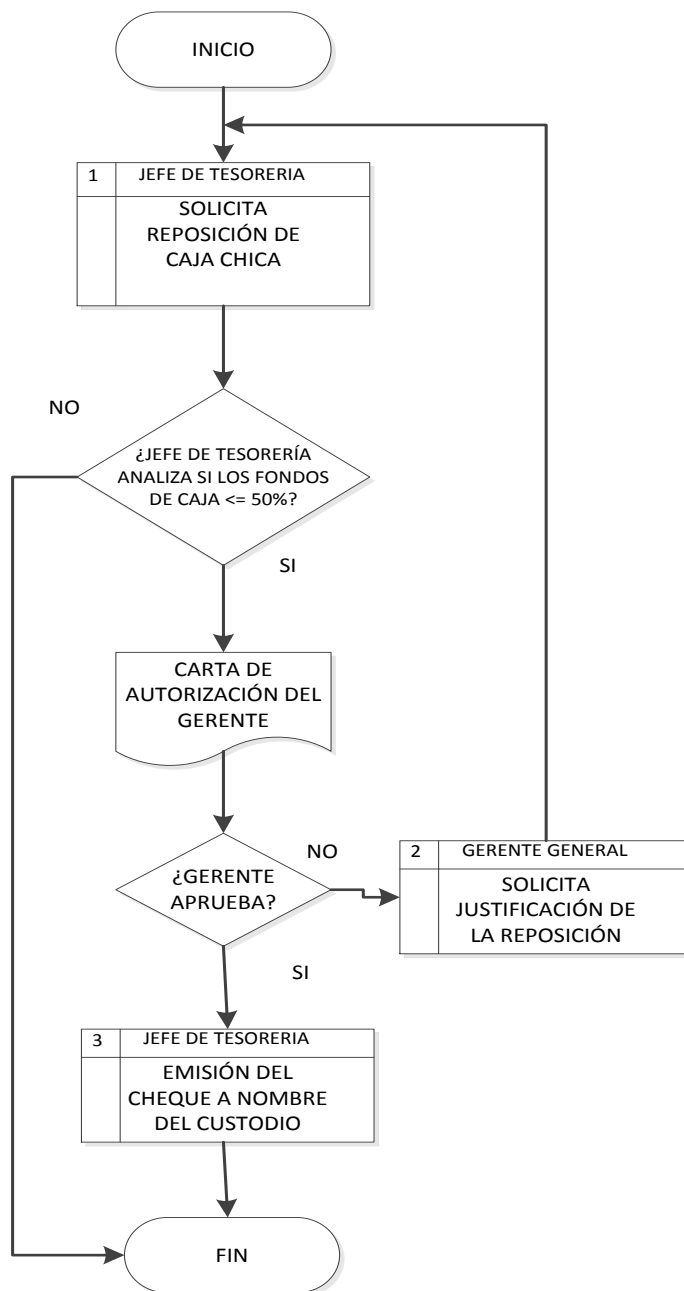 INICIO
1 JEFE DE TESORERIA
SOLICITA
REPOSICIÓN DE
CAJA CHICA
NO
¿JEFE DE TESORERÍA
ANALIZA SI LOS FONDOS
DE CAJA <= 50%?
SI
CARTA DE
AUTORIZACIÓN DEL
GERENTE
¿GERENTE
APRUEBA?
NO
2 GERENTE GENERAL
SOLICITA
JUSTIFICACIÓN DE
LA REPOSICIÓN
SI
3 JEFE DE TESORERIA
EMISIÓN DEL
CHEQUE A NOMBRE
DEL CUSTODIO
FIN